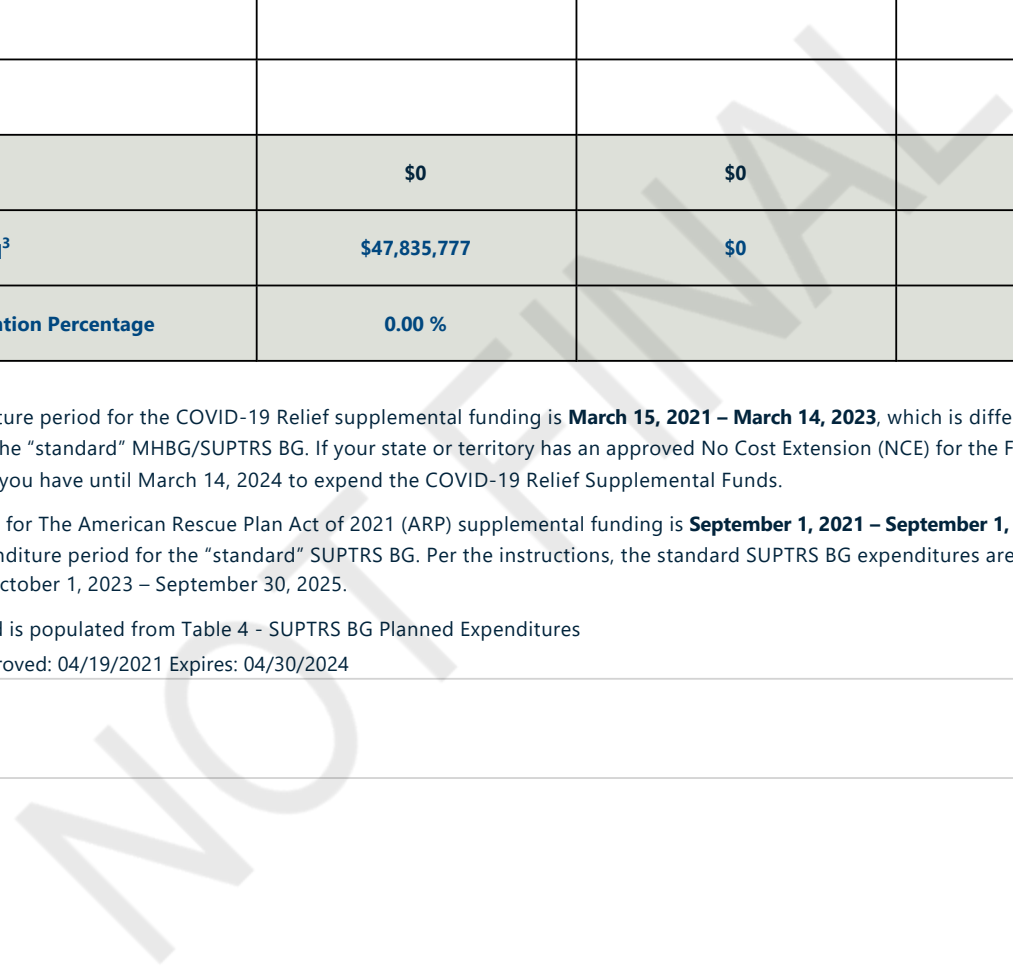 $0 $0
3 $47,835,777 $0
ation Percentage 0.00 %
ture period for the COVID-19 Relief supplemental funding is March 15, 2021 – March 14, 2023, which is diffe
he “standard” MHBG/SUPTRS BG. If your state or territory has an approved No Cost Extension (NCE) for the F
you have until March 14, 2024 to expend the COVID-19 Relief Supplemental Funds.
for The American Rescue Plan Act of 2021 (ARP) supplemental funding is September 1, 2021 – September 1,
nditure period for the “standard” SUPTRS BG. Per the instructions, the standard SUPTRS BG expenditures are
ctober 1, 2023 – September 30, 2025.
d is populated from Table 4 - SUPTRS BG Planned Expenditures
roved: 04/19/2021 Expires: 04/30/2024
NOT FINAL